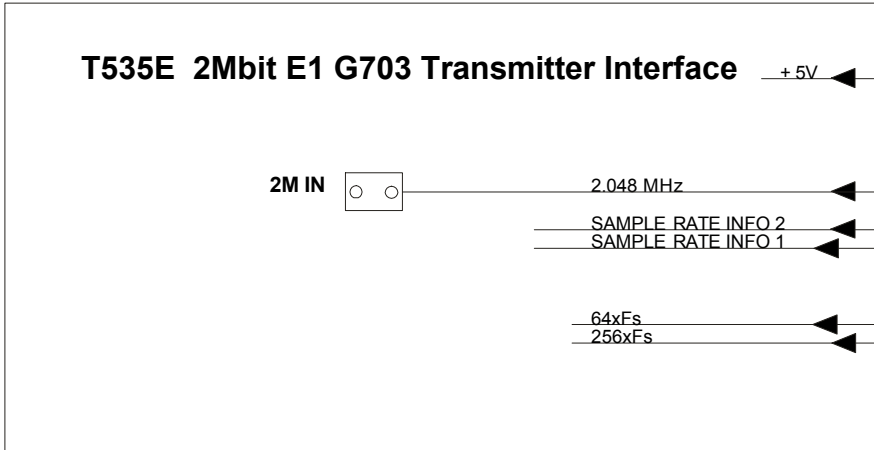 T535E 2Mbit E1 G703 Transmitter Interface
+ 5V
2M IN
2.048 MHz
SAMPLE RATE INFO 2
SAMPLE RATE INFO 1
64xFs
256xFs